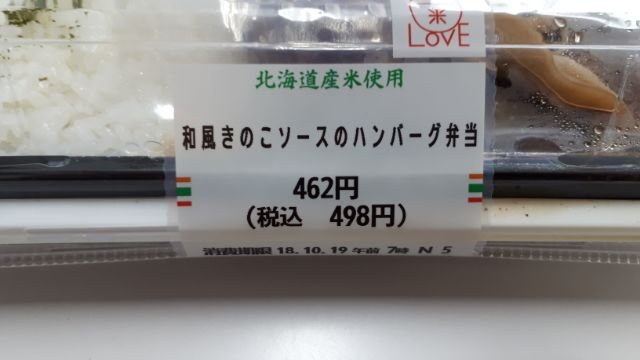 米
LOVE
北海道産米使用
和風きのこソースのハンバーグ弁当
462円
(税込 498円)
消費期限 18.10.19 午前 7時 N 5